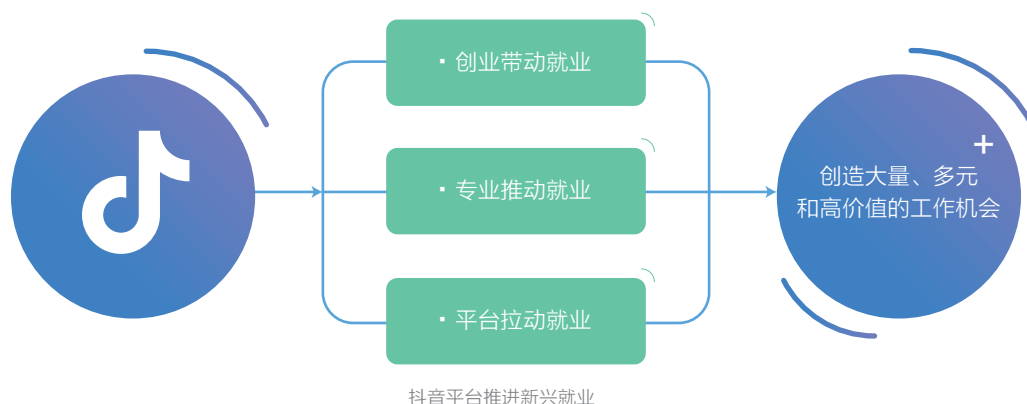 ▪ 创业带动就业
▪ 专业推动就业
▪ 平台拉动就业
+
创造大量、多元
和高价值的工作机会
抖音平台推进新兴就业